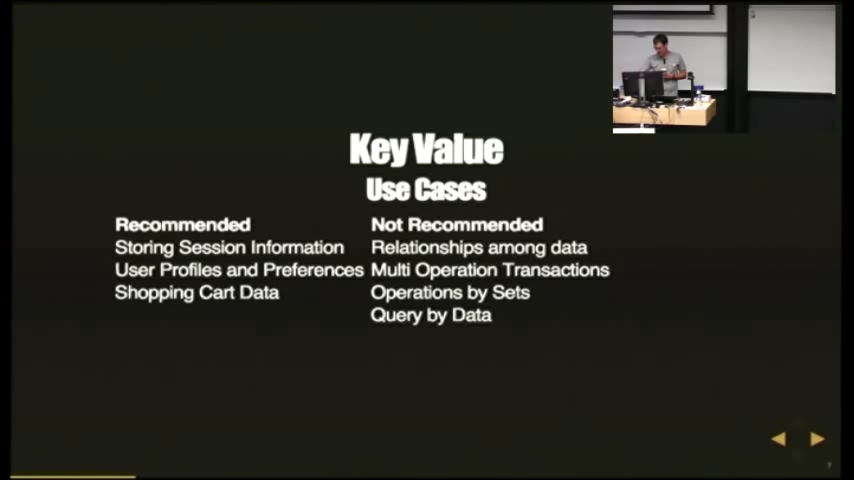 Key Value
Use Cases
Recommended Not Recommended
Storing Session Information Relationships among data
User Profiles and Preferences Multi Operation Transactions
Shopping Cart Data Operations by Sets
Query by Data